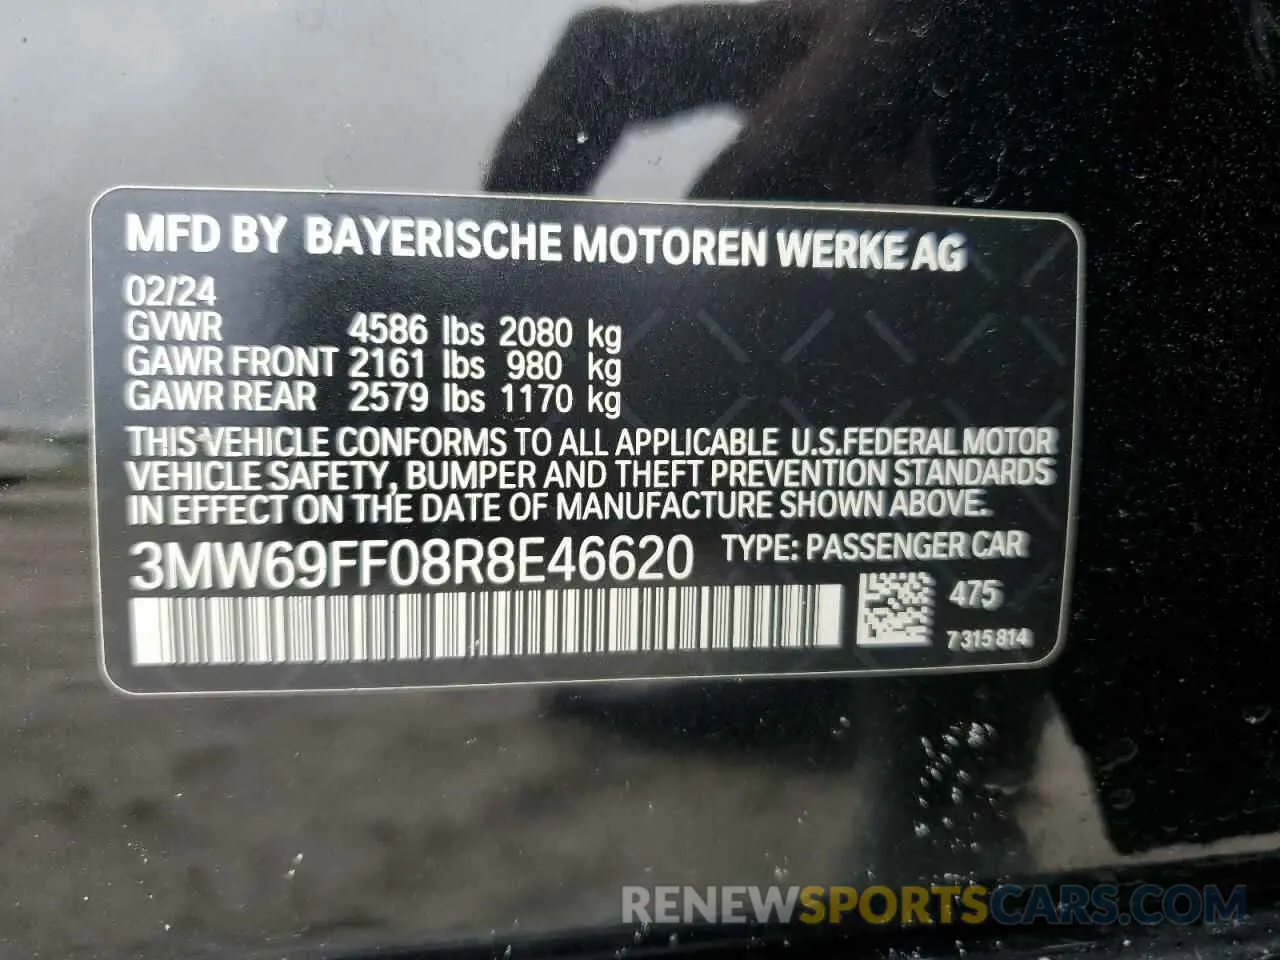 MFD BY BAYERISCHE MOTOREN WERKE AG
02/24
GVWR 4586 lbs 2080 kg
GAWR FRONT 2161 lbs 980 kg
GAWR REAR 2579 lbs 1170 kg
THIS VEHICLE CONFORMS TO ALL APPLICABLE U.S.FEDERAL MOTOR
VEHICLE SAFETY, BUMPER AND THEFT PREVENTION STANDARDS
IN EFFECT ON THE DATE OF MANUFACTURE SHOWN ABOVE.
3MW69FF08R8E46620 TYPE: PASSENGER CAR
475
7 315 814
RENEWSPORTSCARS.COM